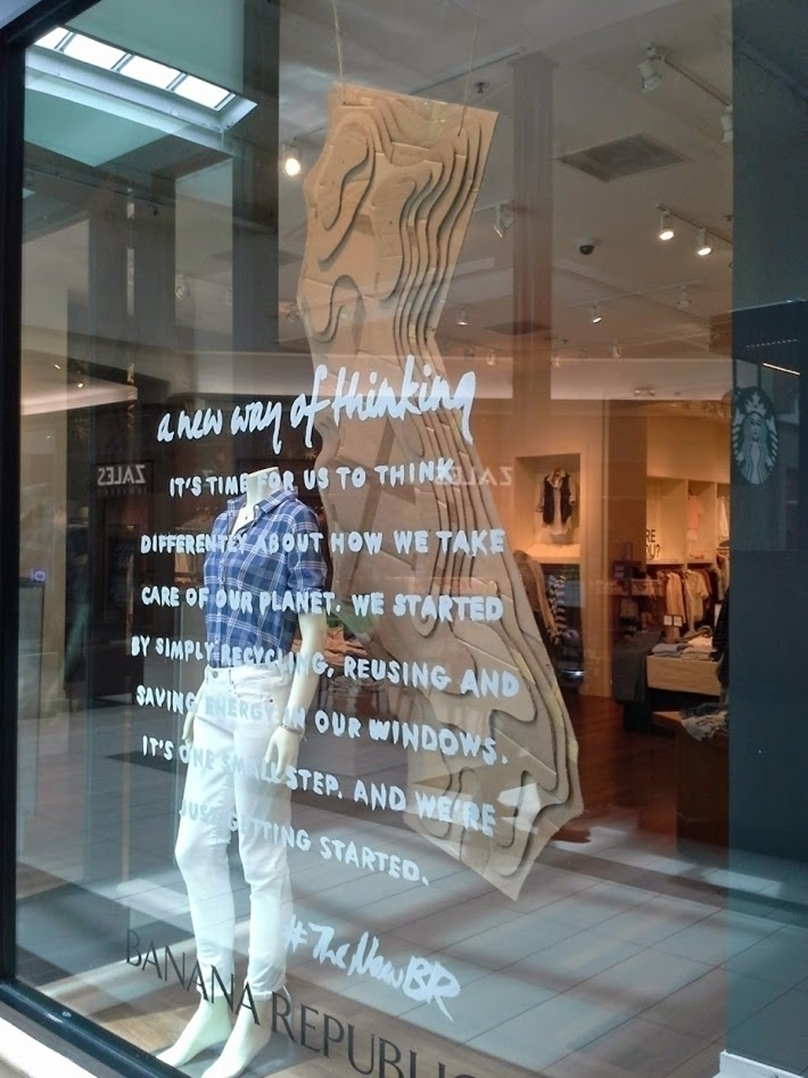 a new way of thinking
IT'S TIME FOR US TO THINK
DIFFERENTLY ABOUT HOW WE TAKE
CARE OF OUR PLANET. WE STARTED
BY SIMPLY RECYCLING, REUSING AND
SAVING ENERGY IN OUR WINDOWS.
IT'S ONE SMALL STEP. AND WE'RE
JUST GETTING STARTED.
#TheNewBR
BANANA REPUBLIC
ZALES
ZALES